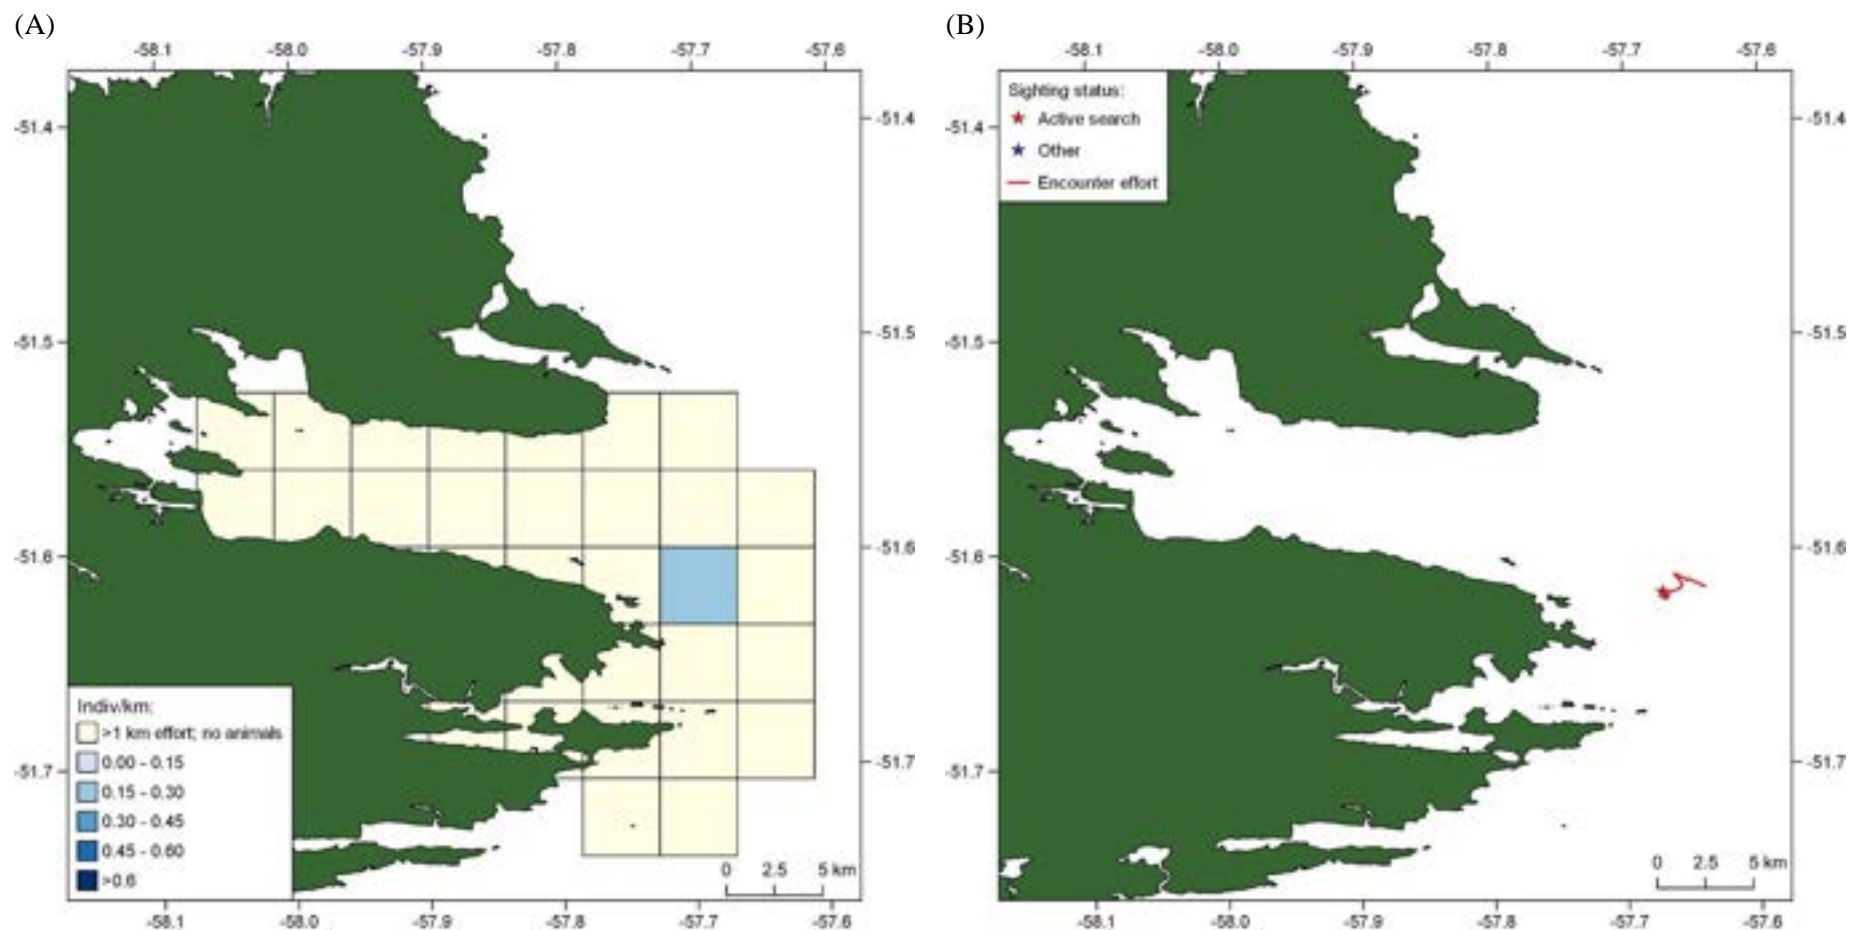 (A)
(B)
-58.1 -58.0 -57.9 -57.8 -57.7 -57.6
-58.1 -58.0 -57.9 -57.8 -57.7 -57.6
Sighting status:
Active search
Other
Encounter effort
-51.4 -51.4 -51.4 -51.4
-51.5 -51.5 -51.5 -51.5
-51.6 -51.6 -51.6 -51.6
-51.7 -51.7 -51.7 -51.7
Indiv/km:
>1 km effort; no animals
0.00 - 0.15
0.15 - 0.30
0.30 - 0.45
0.45 - 0.60
>0.6
0 2.5 5 km
0 2.5 5 km
-58.1 -58.0 -57.9 -57.8 -57.7 -57.6
-58.1 -58.0 -57.9 -57.8 -57.7 -57.6